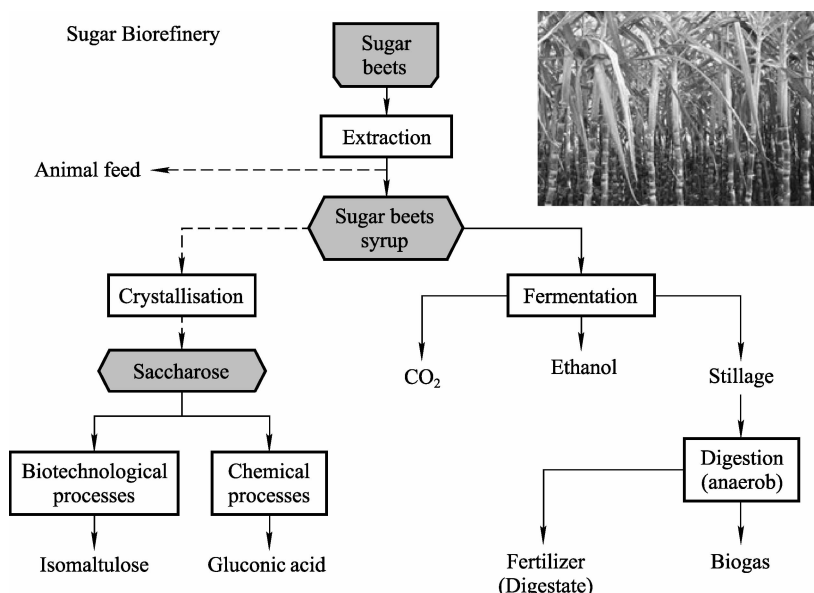 Sugar Biorefinery
Sugar
beets
Extraction
Animal feed
Sugar beets
syrup
Crystallisation
Fermentation
Saccharose
CO₂
Ethanol
Stillage
Biotechnological
processes
Chemical
processes
Digestion
(anaerob)
Isomaltulose
Gluconic acid
Fertilizer
(Digestate)
Biogas